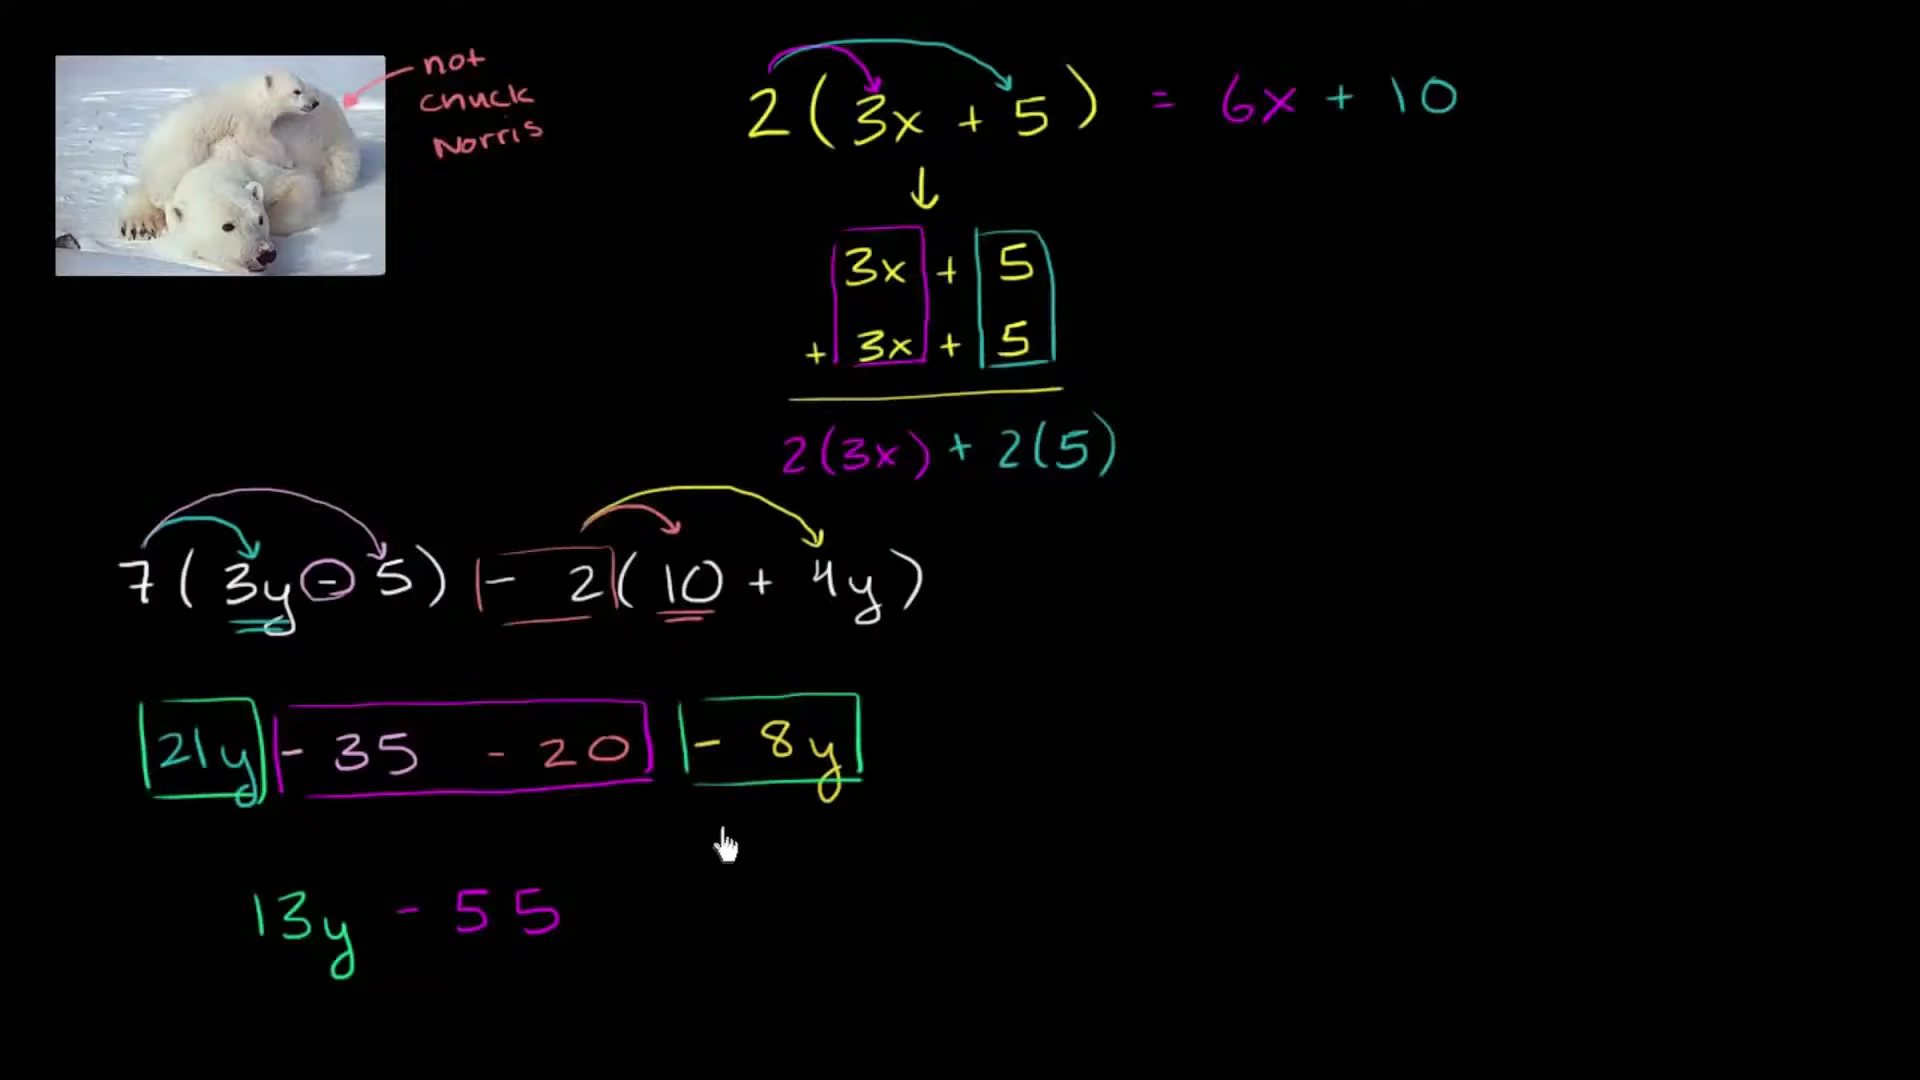 not
chuck
Norris
2(3x + 5) = 6x + 10
3x + 5
+ 3x + 5
2(3x) + 2(5)
7(3y - 5) - 2(10 + 4y)
21y - 35 - 20 - 8y
13y - 55